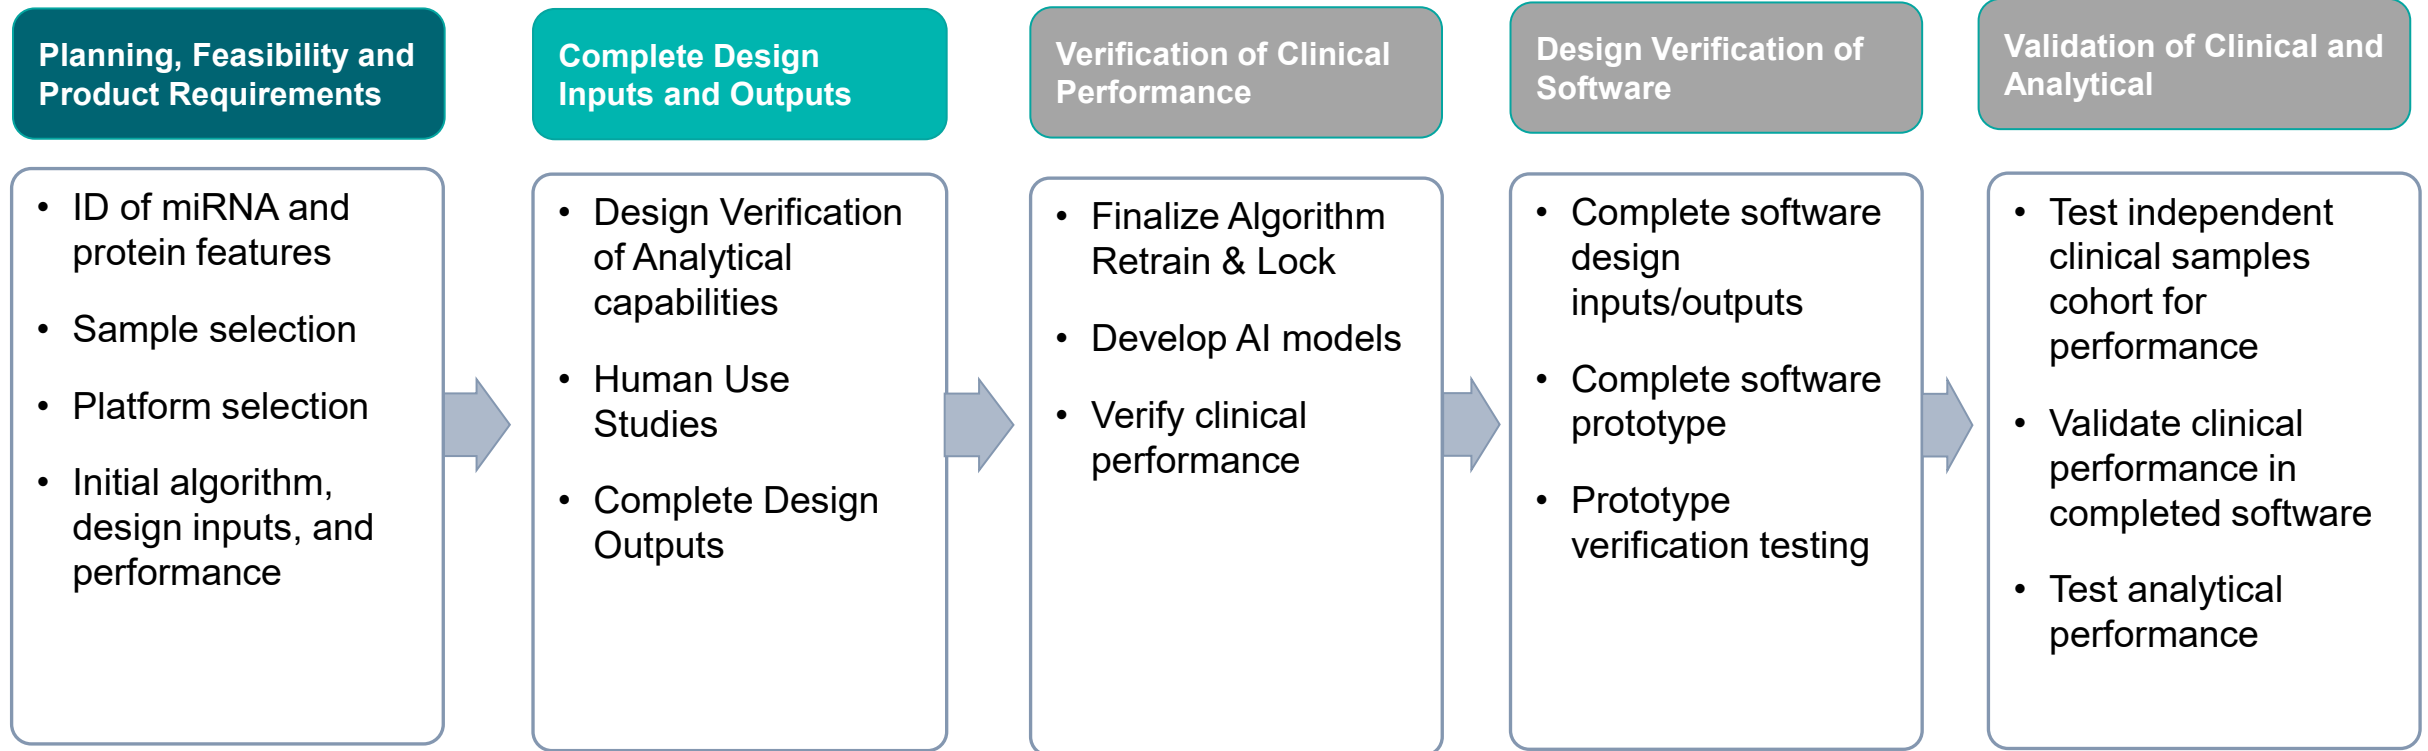 Planning, Feasibility and
Product Requirements
• ID of miRNA and
protein features
• Sample selection
• Platform selection
• Initial algorithm,
design inputs, and
performance
Complete Design
Inputs and Outputs
• Design Verification
of Analytical
capabilities
• Human Use
Studies
• Complete Design
Outputs
Verification of Clinical
Performance
• Finalize Algorithm
Retrain & Lock
• Develop AI models
• Verify clinical
performance
Design Verification of
Software
• Complete software
design
inputs/outputs
• Complete software
prototype
• Prototype
verification testing
Validation of Clinical and
Analytical
• Test independent
clinical samples
cohort for
performance
• Validate clinical
performance in
completed software
• Test analytical
performance